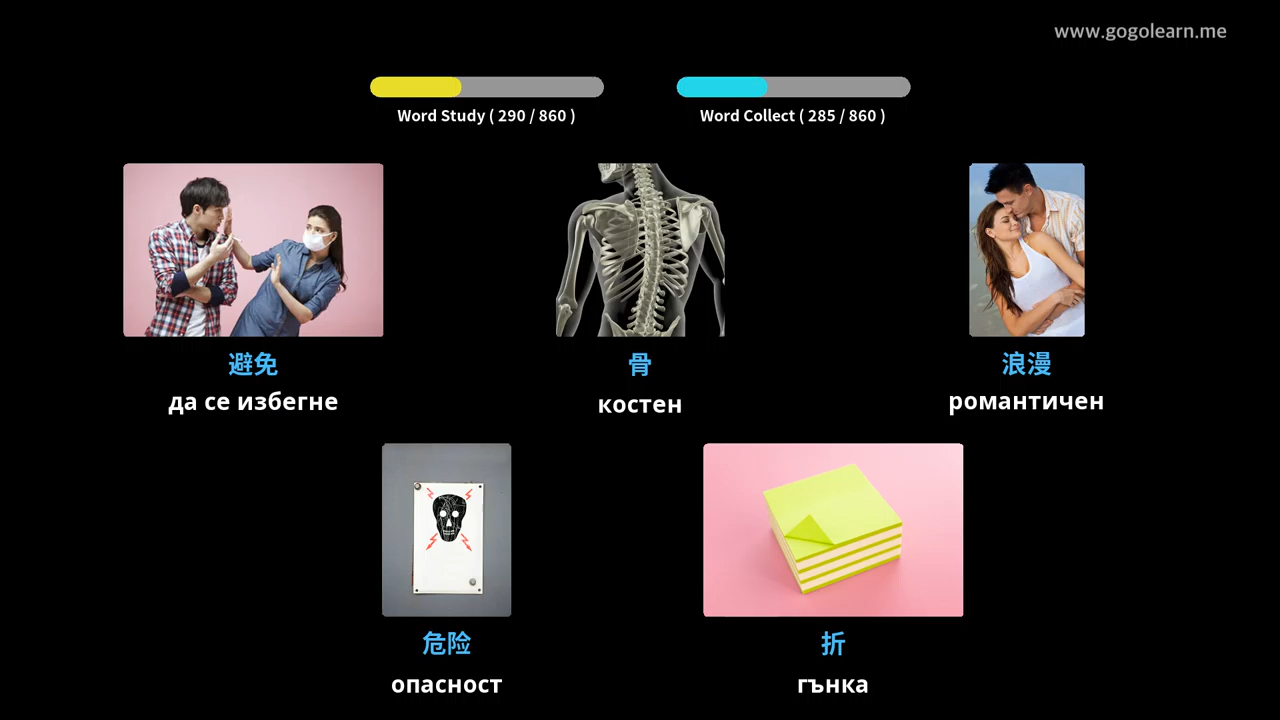 www.gogolearn.me
Word Study ( 290 / 860 )
Word Collect ( 285 / 860 )
避免
да се избегне
骨
костен
浪漫
романтичен
危险
опасност
折
гънка